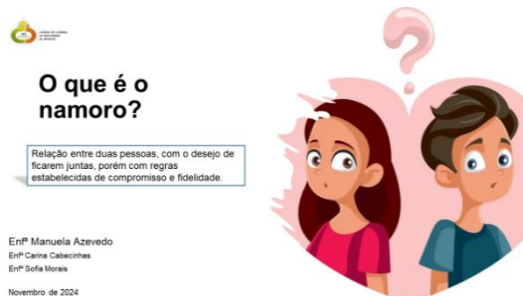 O que é o
namoro?
Relação entre duas pessoas, com o desejo de
ficarem juntas, porém com regras
estabelecidas de compromisso e fidelidade.
Enfª Manuela Azevedo
Enfª Carina Cabecinhas
Enfª Sofia Morais
Novembro de 2024
?